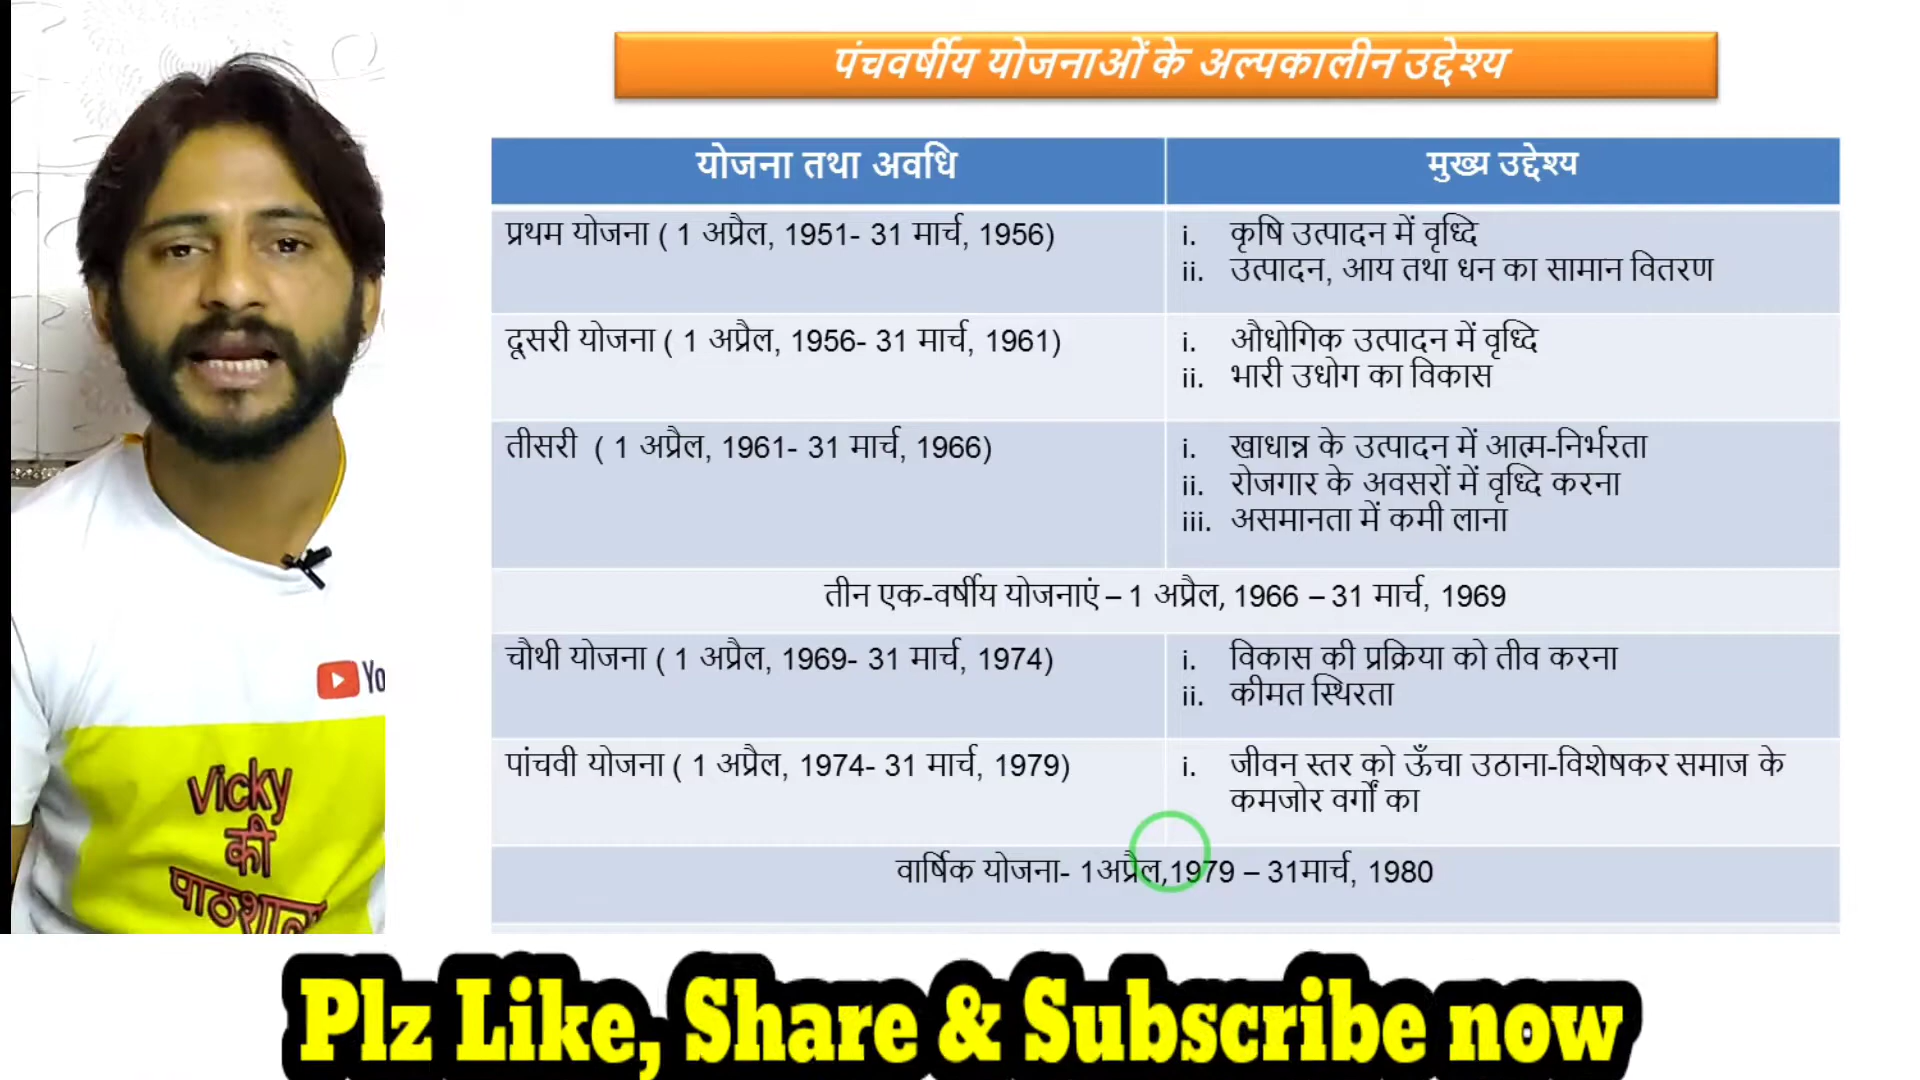 पंचवर्षीय योजनाओं के अल्पकालीन उद्देश्य
योजना तथा अवधि
मुख्य उद्देश्य
प्रथम योजना ( 1 अप्रैल, 1951- 31 मार्च, 1956)
i. कृषि उत्पादन में वृध्दि
ii. उत्पादन, आय तथा धन का सामान वितरण
दूसरी योजना ( 1 अप्रैल, 1956- 31 मार्च, 1961)
i. औधोगिक उत्पादन में वृध्दि
ii. भारी उधोग का विकास
तीसरी ( 1 अप्रैल, 1961- 31 मार्च, 1966)
i. खाधान्न के उत्पादन में आत्म-निर्भरता
ii. रोजगार के अवसरों में वृध्दि करना
iii. असमानता में कमी लाना
तीन एक-वर्षीय योजनाएं – 1 अप्रैल, 1966 – 31 मार्च, 1969
चौथी योजना ( 1 अप्रैल, 1969- 31 मार्च, 1974)
i. विकास की प्रक्रिया को तीव करना
ii. कीमत स्थिरता
पांचवी योजना ( 1 अप्रैल, 1974- 31 मार्च, 1979)
i. जीवन स्तर को ऊँचा उठाना-विशेषकर समाज के
कमजोर वर्गों का
वार्षिक योजना- 1अप्रैल,1979 – 31मार्च, 1980
Yo
Vicky
की
पाठशाला
Plz Like, Share & Subscribe now